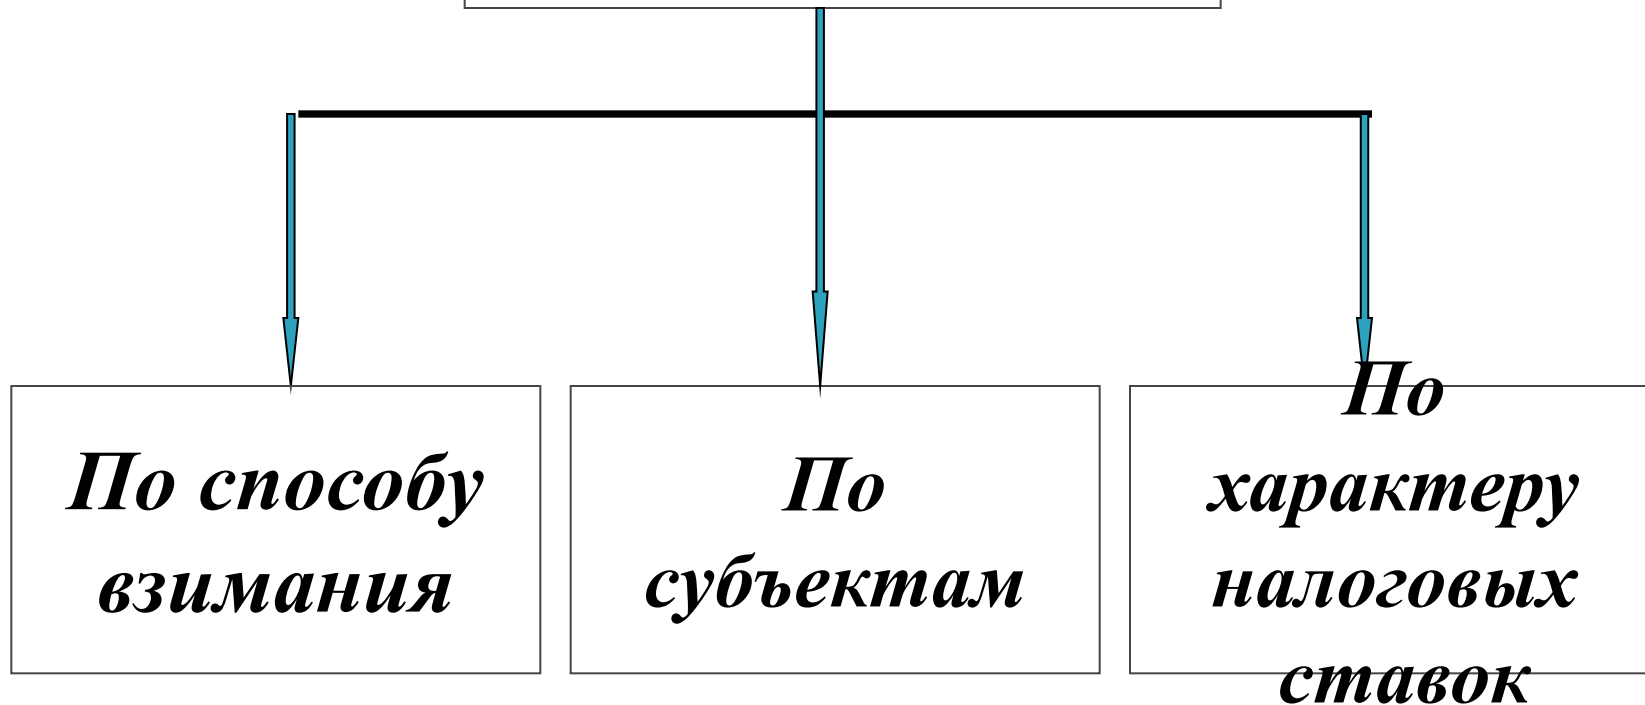 По способу
взимания
По
субъектам
По
характеру
налоговых
ставок